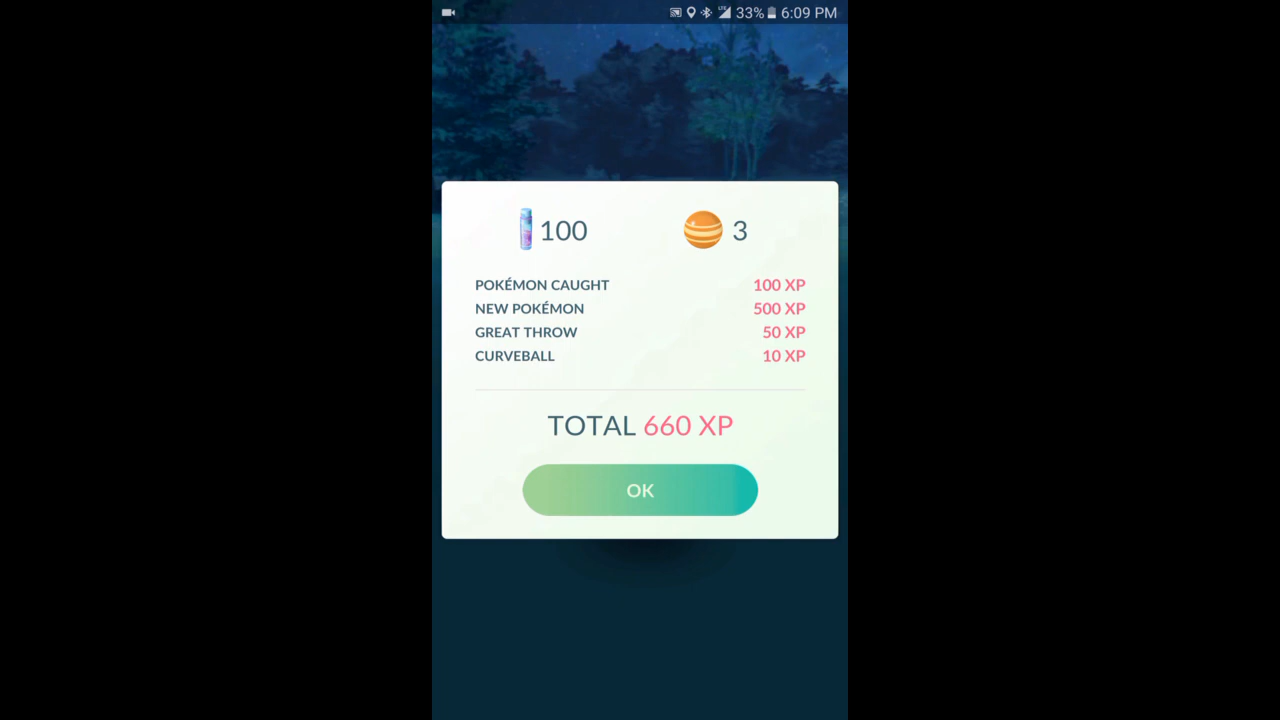 LTE 33% 6:09 PM
100 3
POKÉMON CAUGHT 100 XP
NEW POKÉMON 500 XP
GREAT THROW 50 XP
CURVEBALL 10 XP
TOTAL 660 XP
OK